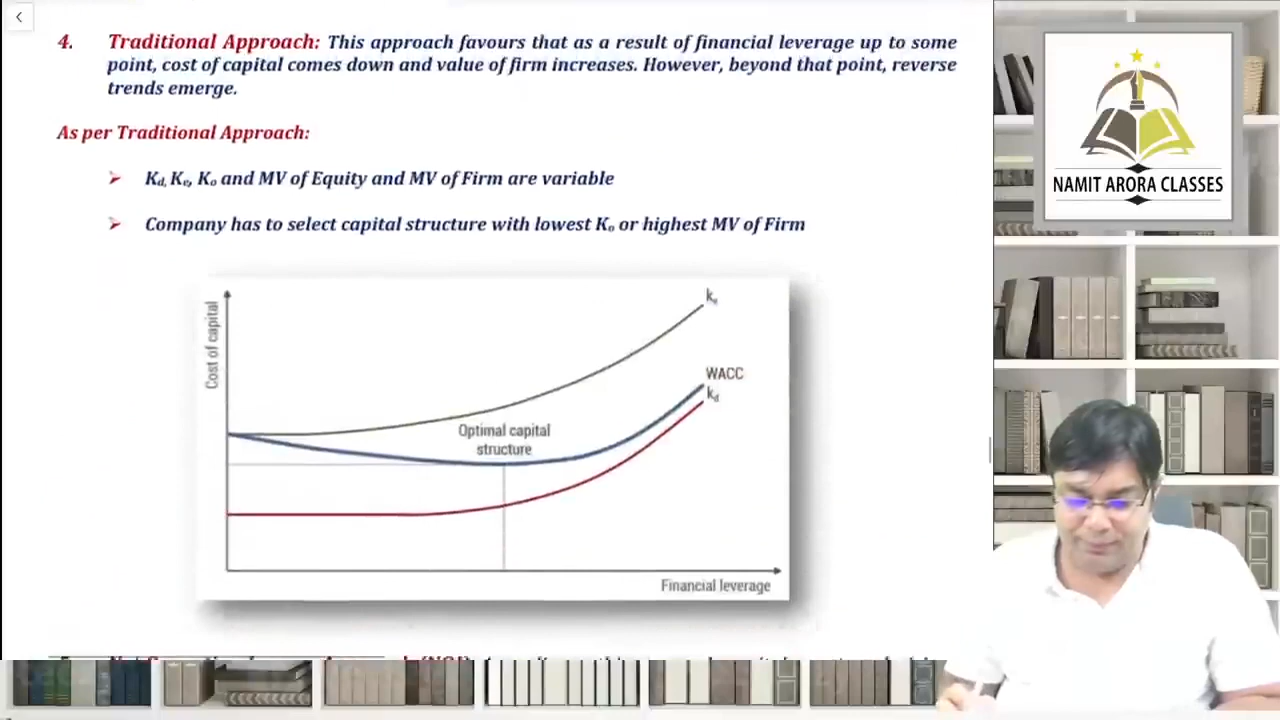 4. Traditional Approach: This approach favours that as a result of financial leverage up to some
point, cost of capital comes down and value of firm increases. However, beyond that point, reverse
trends emerge.
As per Traditional Approach:
➢ Kd, Ke, Ko and MV of Equity and MV of Firm are variable
➢ Company has to select capital structure with lowest Ko or highest MV of Firm
Cost of capital
ke
WACC
kd
Optimal capital
structure
Financial leverage
NAMIT ARORA CLASSES